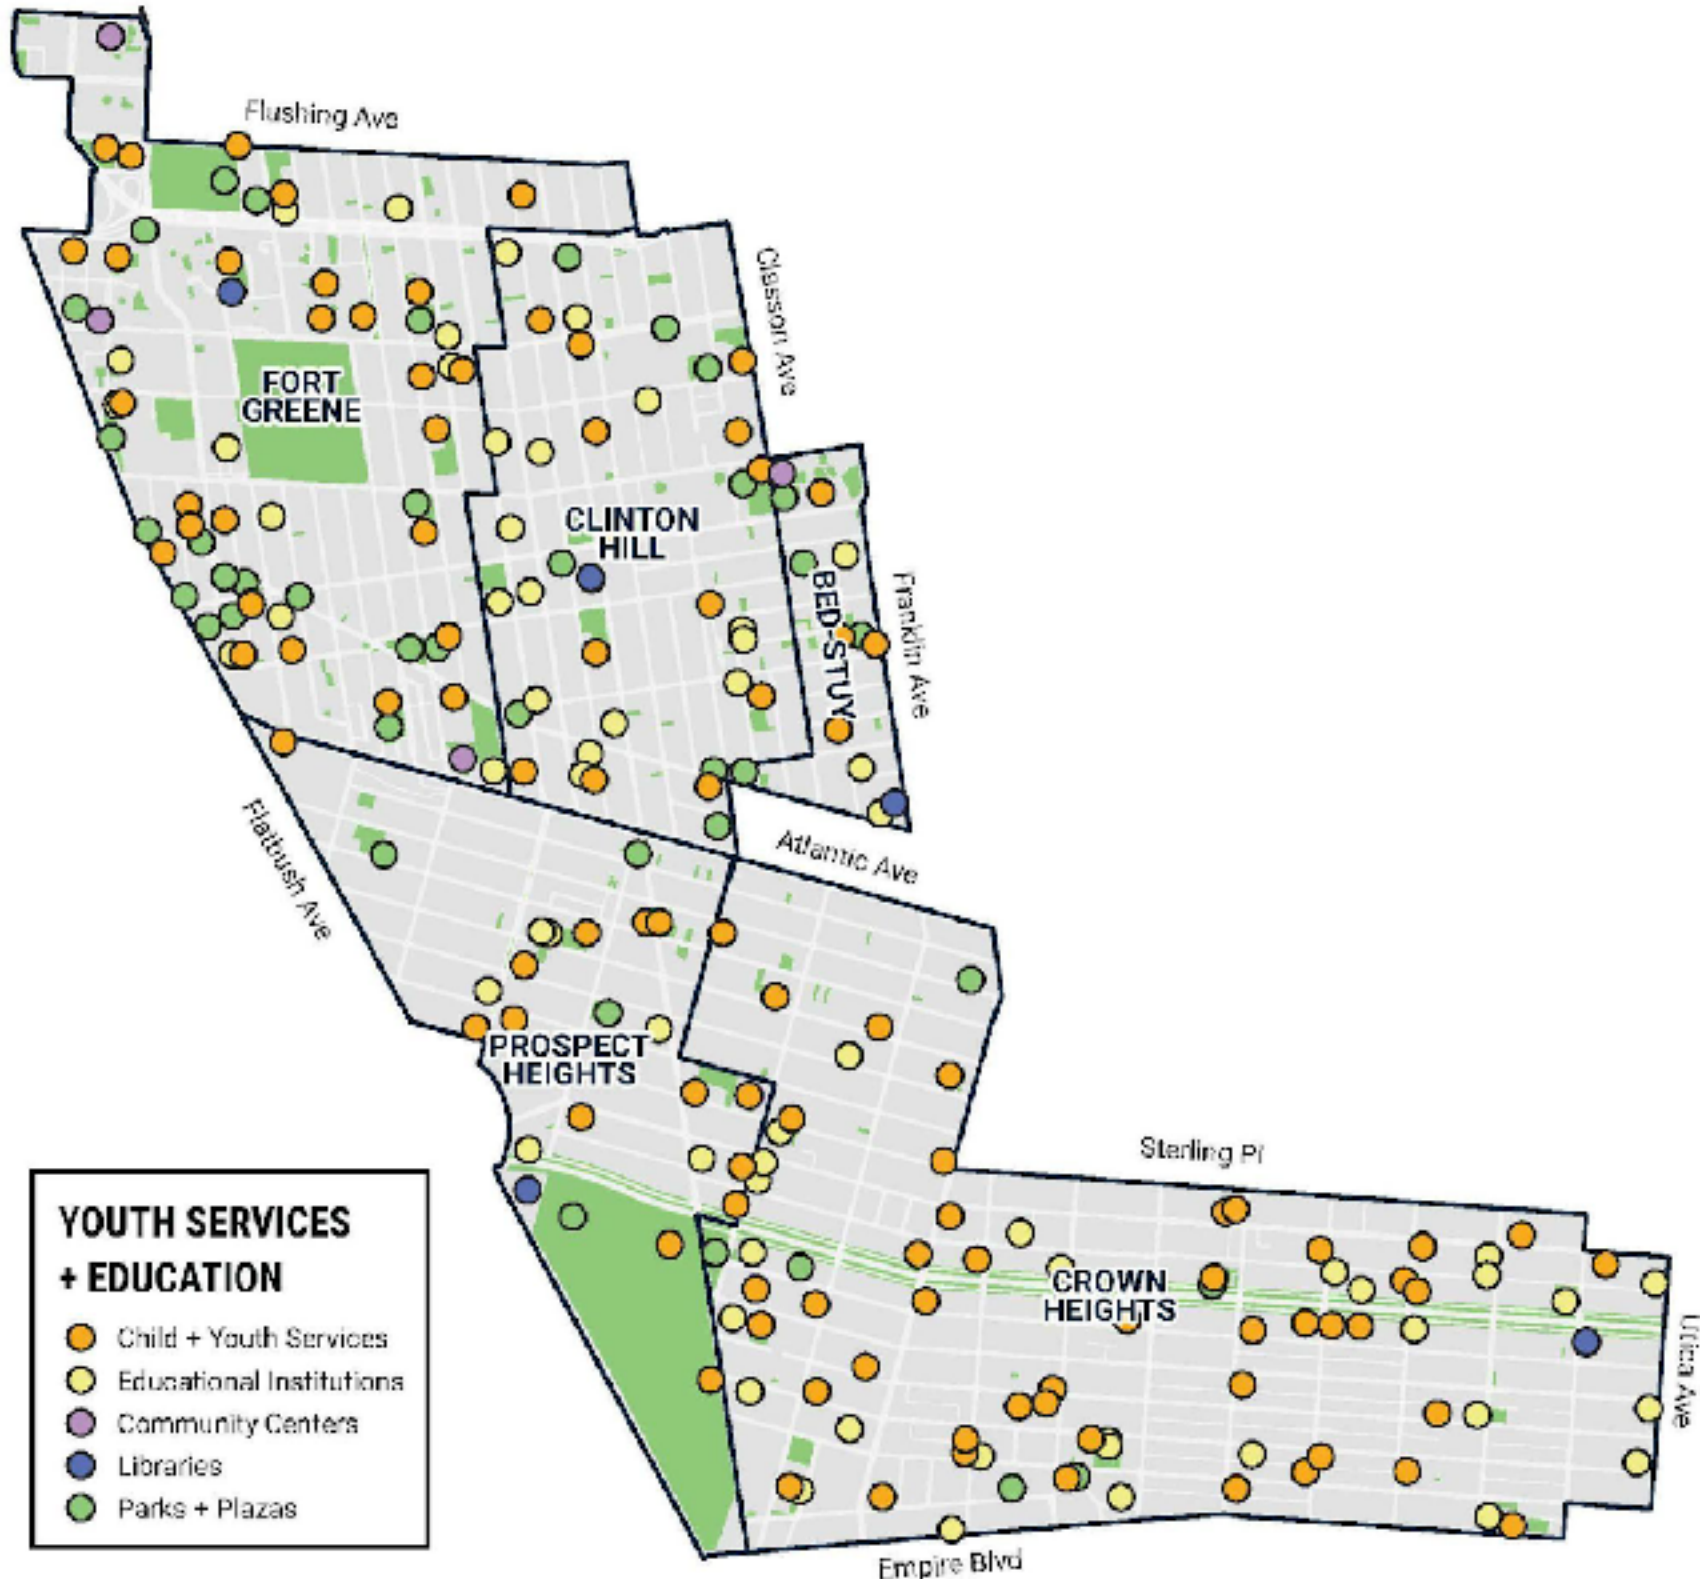 Flushing Ave
Classon Ave
FORT
GREENE
CLINTON
HILL
BED-STUY
Franklin Ave
Flatbush Ave
Atlantic Ave
PROSPECT
HEIGHTS
Sterling Pl
CROWN
HEIGHTS
Utica Ave
Empire Blvd
YOUTH SERVICES
+ EDUCATION
Child + Youth Services
Educational Institutions
Community Centers
Libraries
Parks + Plazas